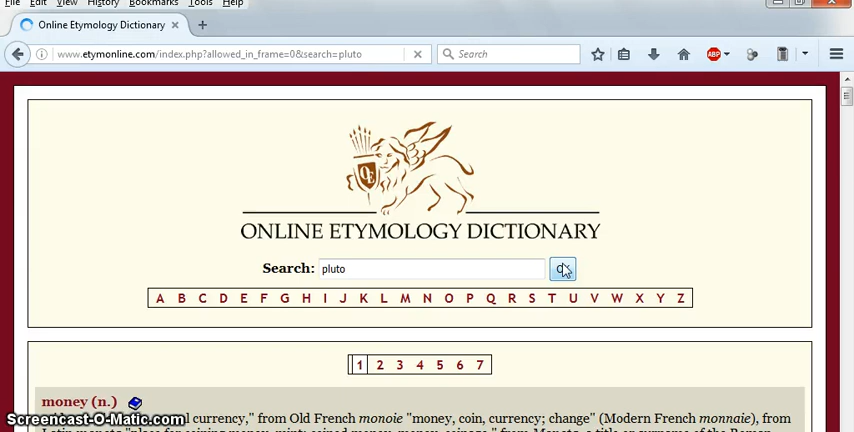 File Edit View History Bookmarks Tools Help
Online Etymology Dictionary × +
www.etymonline.com/index.php?allowed_in_frame=0&search=pluto × Search ABP
OE
ONLINE ETYMOLOGY DICTIONARY
Search: pluto
A B C D E F G H I J K L M N O P Q R S T U V W X Y Z
1 2 3 4 5 6 7
money (n.)
currency," from Old French monoie "money, coin, currency; change" (Modern French monnaie), from
Screencast-O-Matic.com